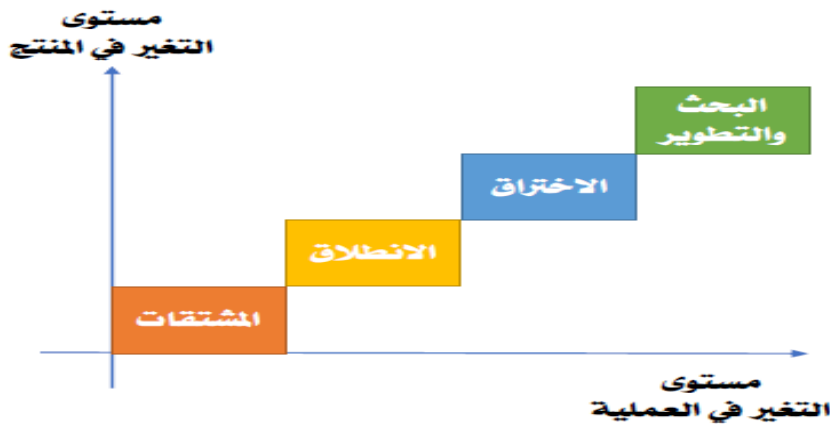 مستوى
التغير في المنتج
البحث
والتطوير
الاختراق
الانطلاق
المشتقات
مستوى
التغير في العملية